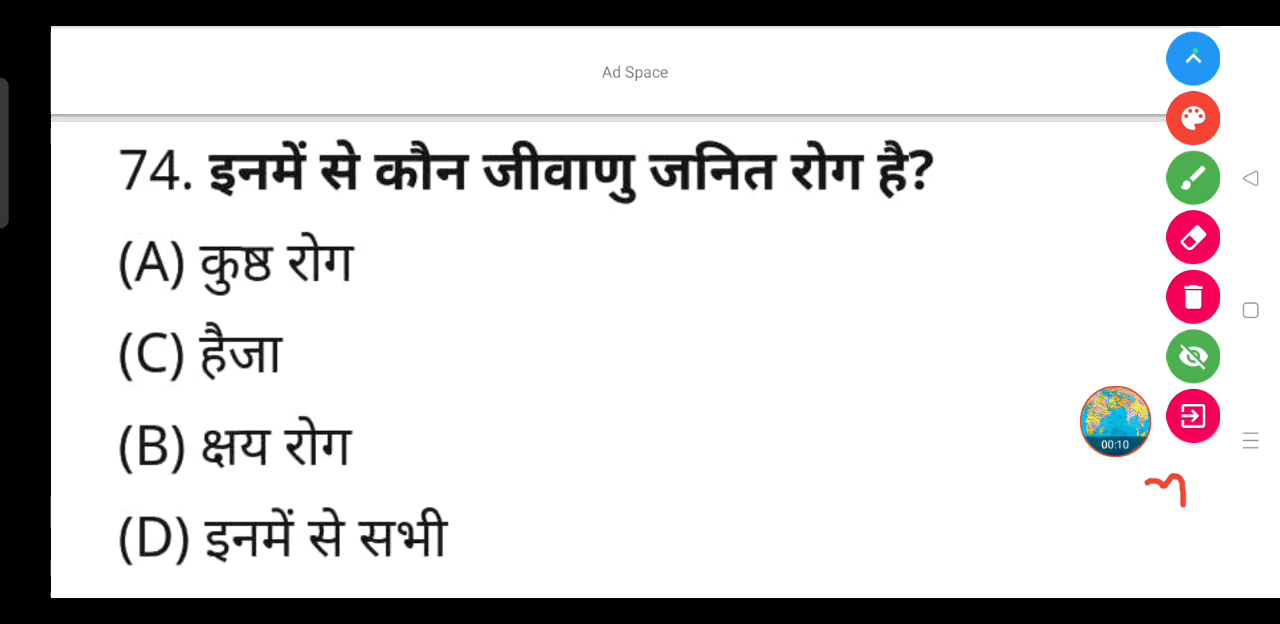 Ad Space
74. इनमें से कौन जीवाणु जनित रोग है?
(A) कुष्ठ रोग
(C) हैजा
(B) क्षय रोग
(D) इनमें से सभी
00:10